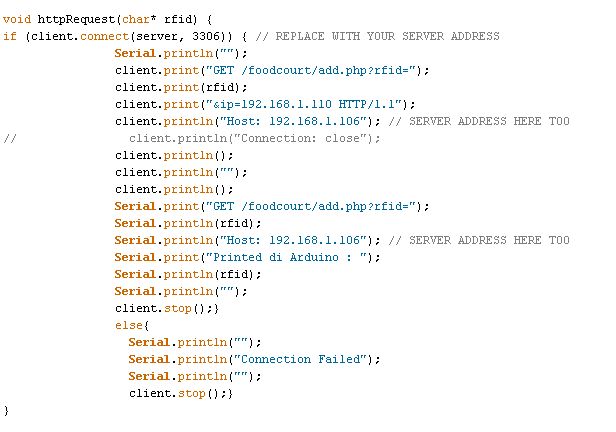 void httpRequest(char* rfid) {
if (client.connect(server, 3306)) { // REPLACE WITH YOUR SERVER ADDRESS
Serial.println("");
client.print("GET /foodcourt/add.php?rfid=");
client.print(rfid);
client.print("&ip=192.168.1.110 HTTP/1.1");
client.println("Host: 192.168.1.106"); // SERVER ADDRESS HERE TOO
// client.println("Connection: close");
client.println();
client.println("");
client.println();
Serial.print("GET /foodcourt/add.php?rfid=");
Serial.println(rfid);
Serial.println("Host: 192.168.1.106"); // SERVER ADDRESS HERE TOO
Serial.print("Printed di Arduino : ");
Serial.println(rfid);
Serial.println("");
client.stop();}
else{
Serial.println("");
Serial.println("Connection Failed");
Serial.println("");
client.stop();}
}